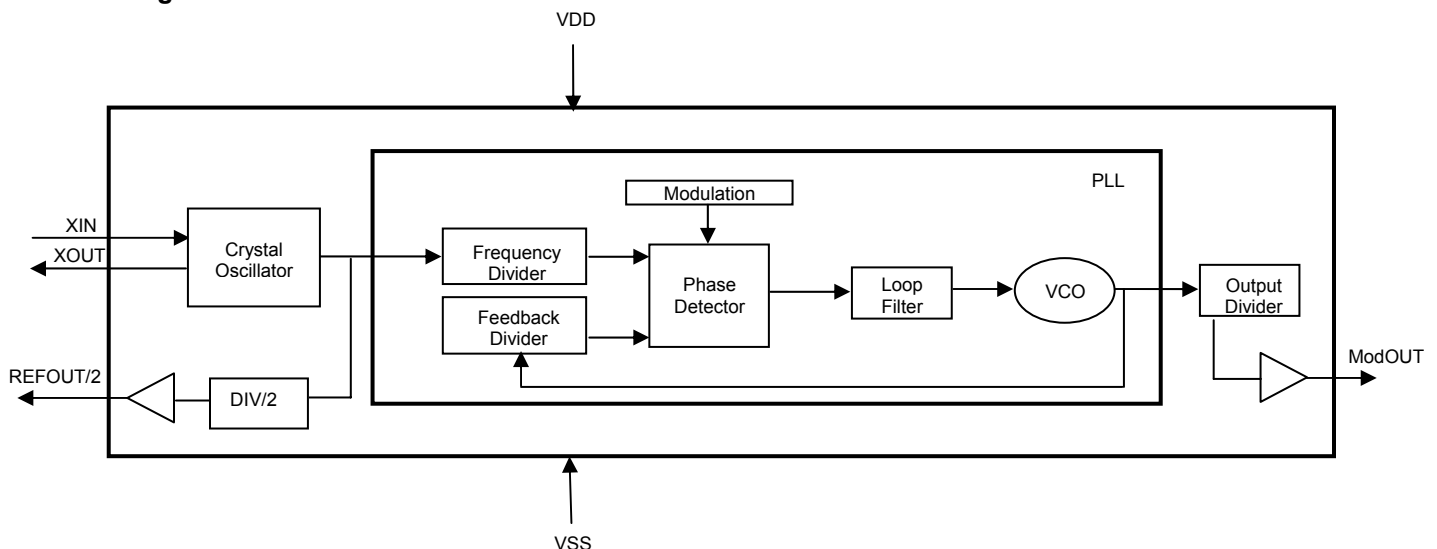 VDD
PLL
Modulation
XIN
XOUT
Crystal
Oscillator
Frequency
Divider
Phase
Detector
Loop
Filter
VCO
Output
Divider
Feedback
Divider
REFOUT/2
DIV/2
ModOUT
VSS